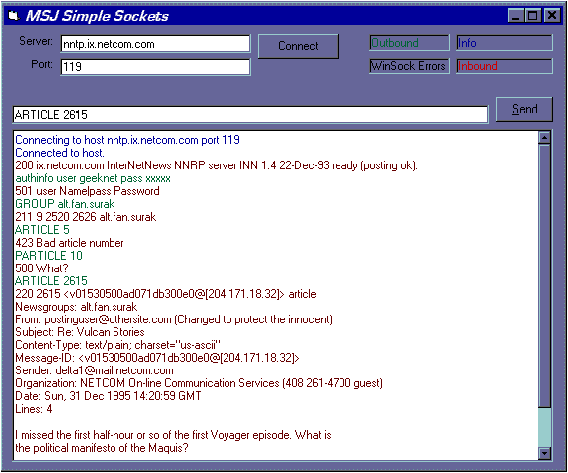 MSJ Simple Sockets
Server: nntp.ix.netcom.com Connect Outbound Info
Port: 119 WinSock Errors Inbound
ARTICLE 2615 Send
Connecting to host nntp.ix.netcom.com port 119
Connected to host.
200 ix.netcom.com InterNetNews NNRP server INN 1.4 22-Dec-93 ready (posting ok).
authinfo user geeknet pass xxxxx
501 user Name|pass Password
GROUP alt.fan.surak
211 9 2520 2626 alt.fan.surak
ARTICLE 5
423 Bad article number
PARTICLE 10
500 What?
ARTICLE 2615
220 2615 <v01530500ad071db300e0@[204.171.18.32]> article
Newsgroups: alt.fan.surak
From: postinguser@othersite.com (Changed to protect the innocent)
Subject: Re: Vulcan Stories
Content-Type: text/plain; charset="us-ascii"
Message-ID: <v01530500ad071db300e0@[204.171.18.32]>
Sender: delta1@mail.netcom.com
Organization: NETCOM On-line Communication Services (408 261-4700 guest)
Date: Sun, 31 Dec 1995 14:20:59 GMT
Lines: 4
I missed the first half-hour or so of the first Voyager episode. What is
the political manifesto of the Maquis?